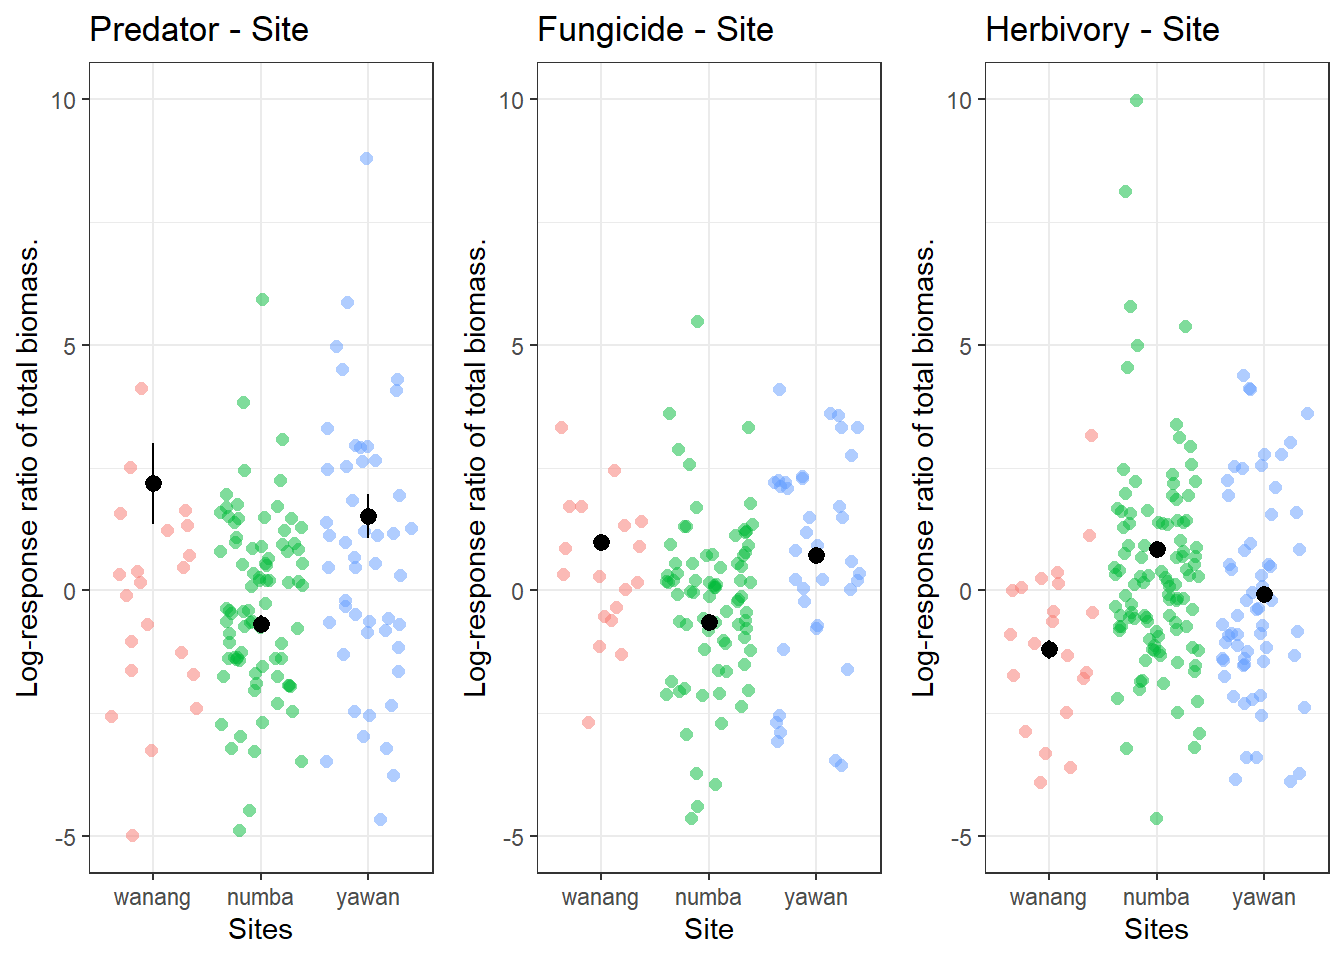 Predator - Site
Log-response ratio of total biomass.
10
5
0
-5
wanang numba yawan
Sites
Fungicide - Site
Log-response ratio of total biomass.
10
5
0
-5
wanang numba yawan
Site
Herbivory - Site
Log-response ratio of total biomass.
10
5
0
-5
wanang numba yawan
Sites